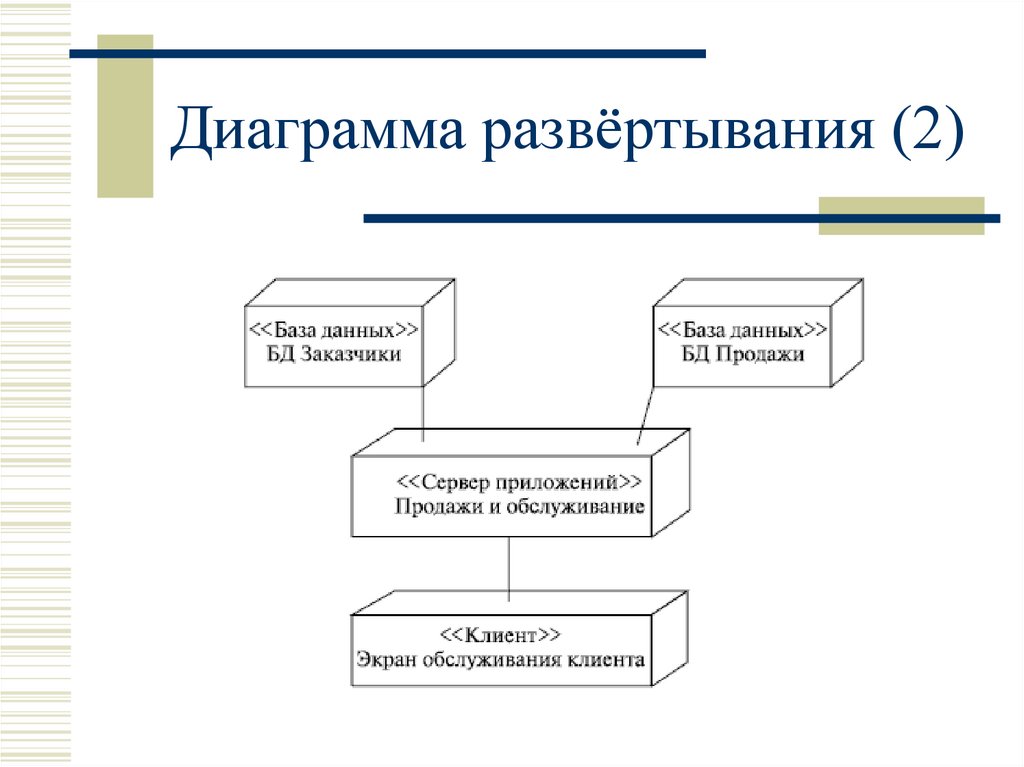 Диаграмма развёртывания (2)
<<База данных>>
БД Заказчики
<<База данных>>
БД Продажи
<<Сервер приложений>>
Продажи и обслуживание
<<Клиент>>
Экран обслуживания клиента